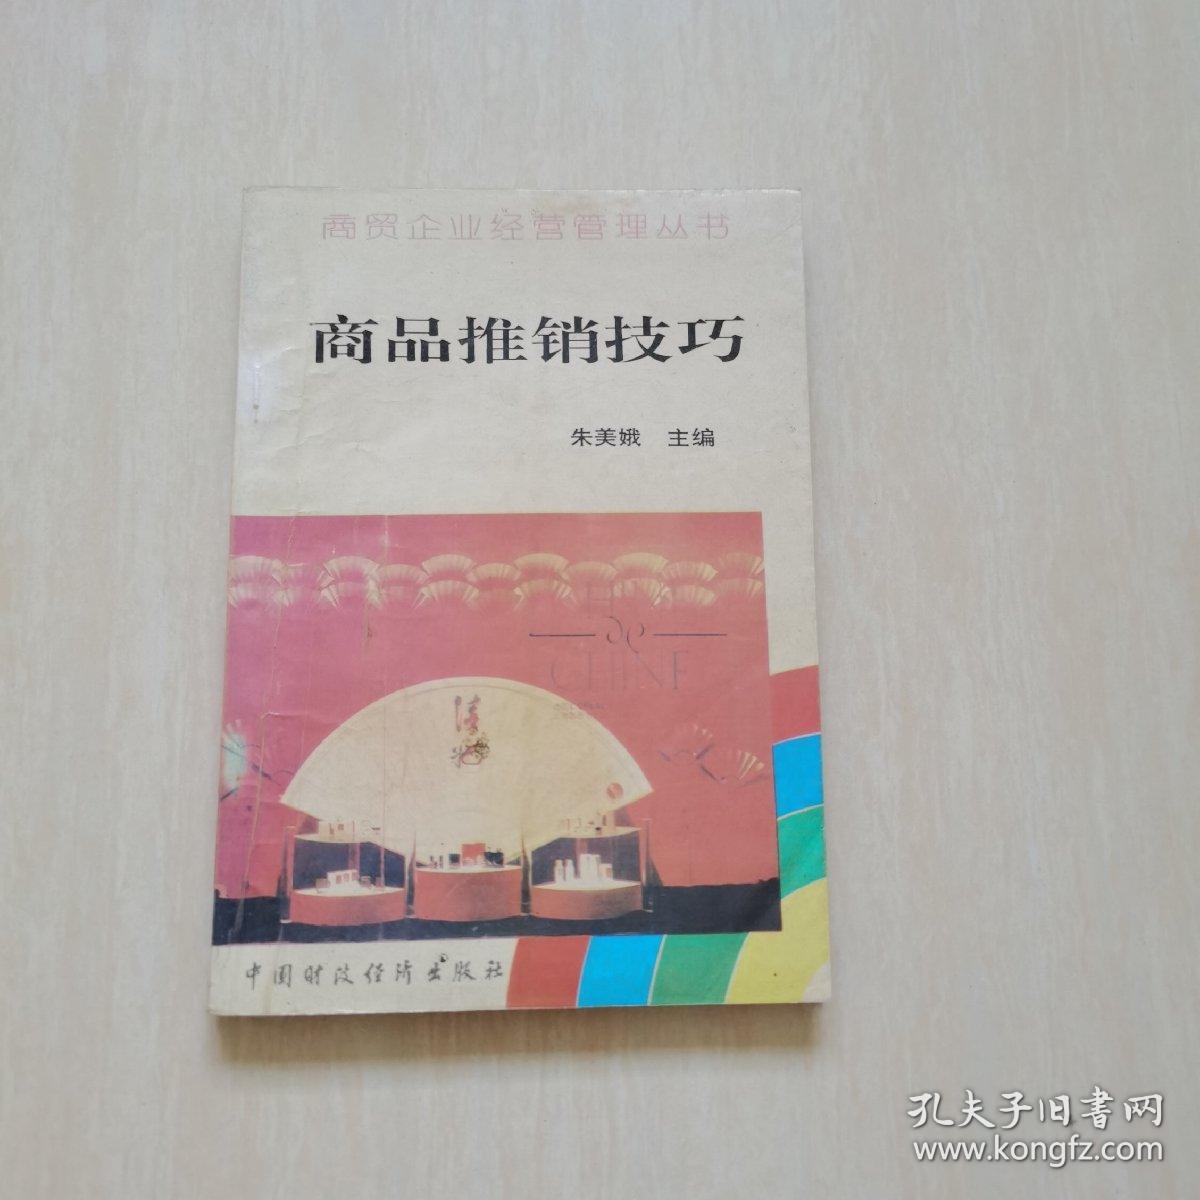 商贸企业经营管理丛书
商品推销技巧
朱美娥 主编
DE
CHINE
中国财政经济出版社
孔夫子旧书网
www.kongfz.com